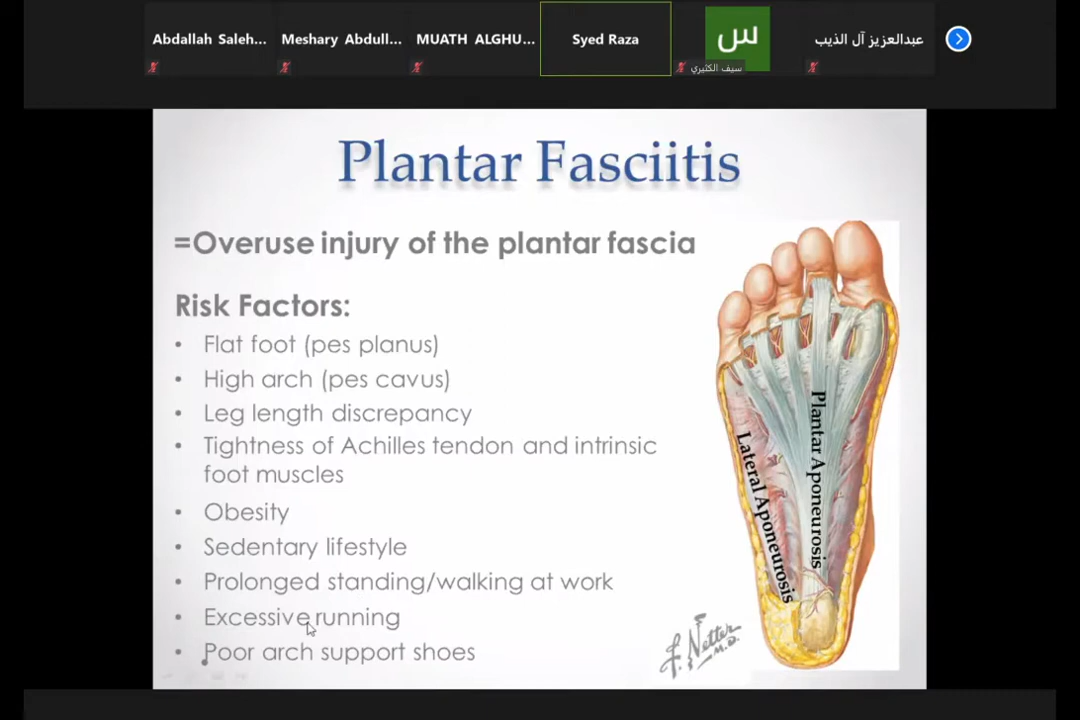 Abdallah Saleh...
Meshary Abdull...
MUATH ALGHU...
Syed Raza
س
سيف الكثيري
عبدالعزيز آل الذيب
Plantar Fasciitis
=Overuse injury of the plantar fascia
Risk Factors:
• Flat foot (pes planus)
• High arch (pes cavus)
• Leg length discrepancy
• Tightness of Achilles tendon and intrinsic
foot muscles
• Obesity
• Sedentary lifestyle
• Prolonged standing/walking at work
• Excessive running
• Poor arch support shoes
Plantar Aponeurosis
Lateral Aponeurosis
F. Netter
M.D.